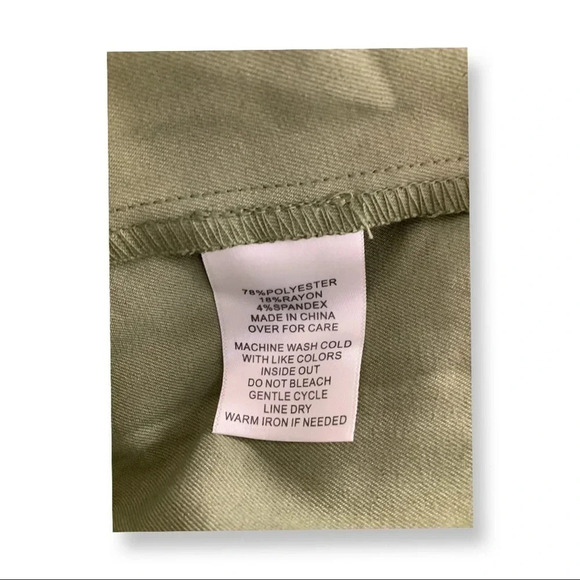 78%POLYESTER
18%RAYON
4%SPANDEX
MADE IN CHINA
OVER FOR CARE
MACHINE WASH COLD
WITH LIKE COLORS
INSIDE OUT
DO NOT BLEACH
GENTLE CYCLE
LINE DRY
WARM IRON IF NEEDED